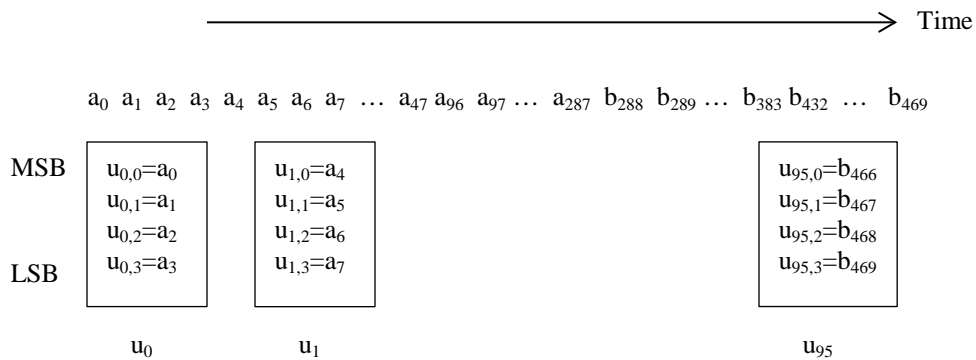 Time
a0 a1 a2 a3 a4 a5 a6 a7 … a47 a96 a97 … a287 b288 b289 … b383 b432 … b469
MSB u0,0=a0 u1,0=a4 u95,0=b466
u0,1=a1 u1,1=a5 u95,1=b467
u0,2=a2 u1,2=a6 u95,2=b468
LSB u0,3=a3 u1,3=a7 u95,3=b469
u0 u1 u95